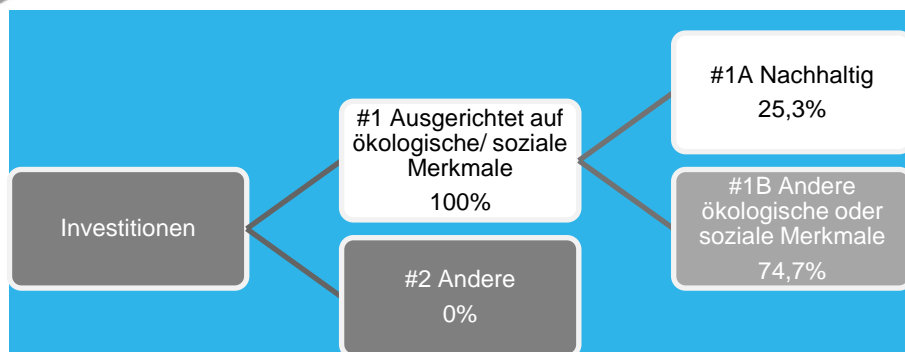 Investitionen
#1 Ausgerichtet auf
ökologische/ soziale
Merkmale
100%
#2 Andere
0%
#1A Nachhaltig
25,3%
#1B Andere
ökologische oder
soziale Merkmale
74,7%